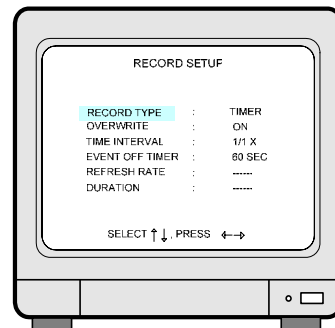 RECORD SETUP
RECORD TYPE : TIMER
OVERWRITE : ON
TIME INTERVAL : 1/1 X
EVENT OFF TIMER : 60 SEC
REFRESH RATE : ------
DURATION : ------
SELECT ↑↓, PRESS ←→